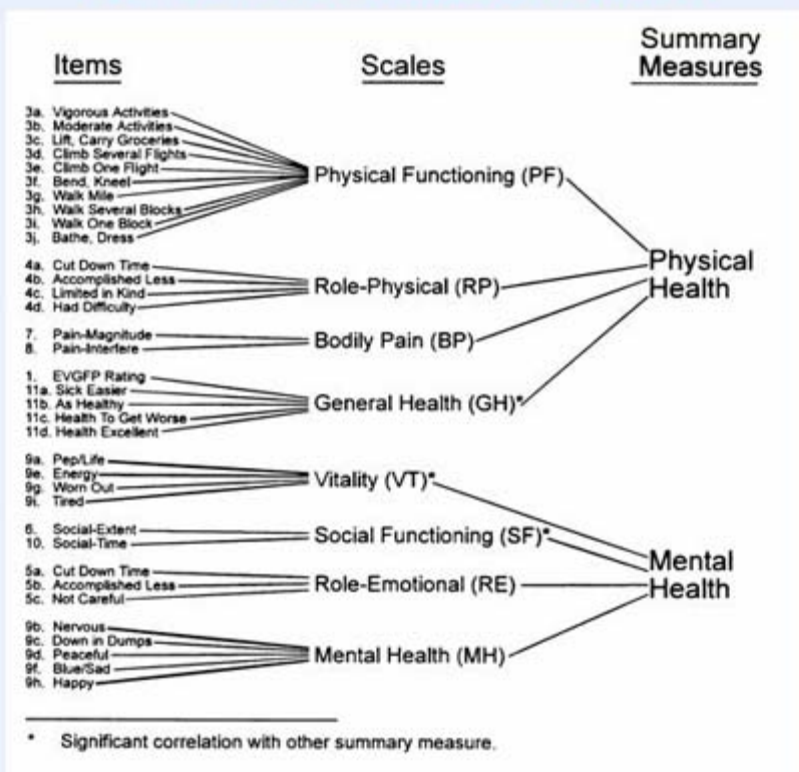 Items
Scales
Summary
Measures
3a. Vigorous Activities
3b. Moderate Activities
3c. Lift, Carry Groceries
3d. Climb Several Flights
3e. Climb One Flight
3f. Bend, Kneel
3g. Walk Mile
3h. Walk Several Blocks
3i. Walk One Block
3j. Bathe, Dress
Physical Functioning (PF)
4a. Cut Down Time
4b. Accomplished Less
4c. Limited in Kind
4d. Had Difficulty
Role-Physical (RP)
7. Pain-Magnitude
8. Pain-Interfere
Bodily Pain (BP)
1. EVGFP Rating
11a. Sick Easier
11b. As Healthy
11c. Health To Get Worse
11d. Health Excellent
General Health (GH)*
Physical
Health
9a. Pep/Life
9e. Energy
9g. Worn Out
9i. Tired
Vitality (VT)*
6. Social-Extent
10. Social-Time
Social Functioning (SF)*
5a. Cut Down Time
5b. Accomplished Less
5c. Not Careful
Role-Emotional (RE)
9b. Nervous
9c. Down in Dumps
9d. Peaceful
9f. Blue/Sad
9h. Happy
Mental Health (MH)
Mental
Health
* Significant correlation with other summary measure.